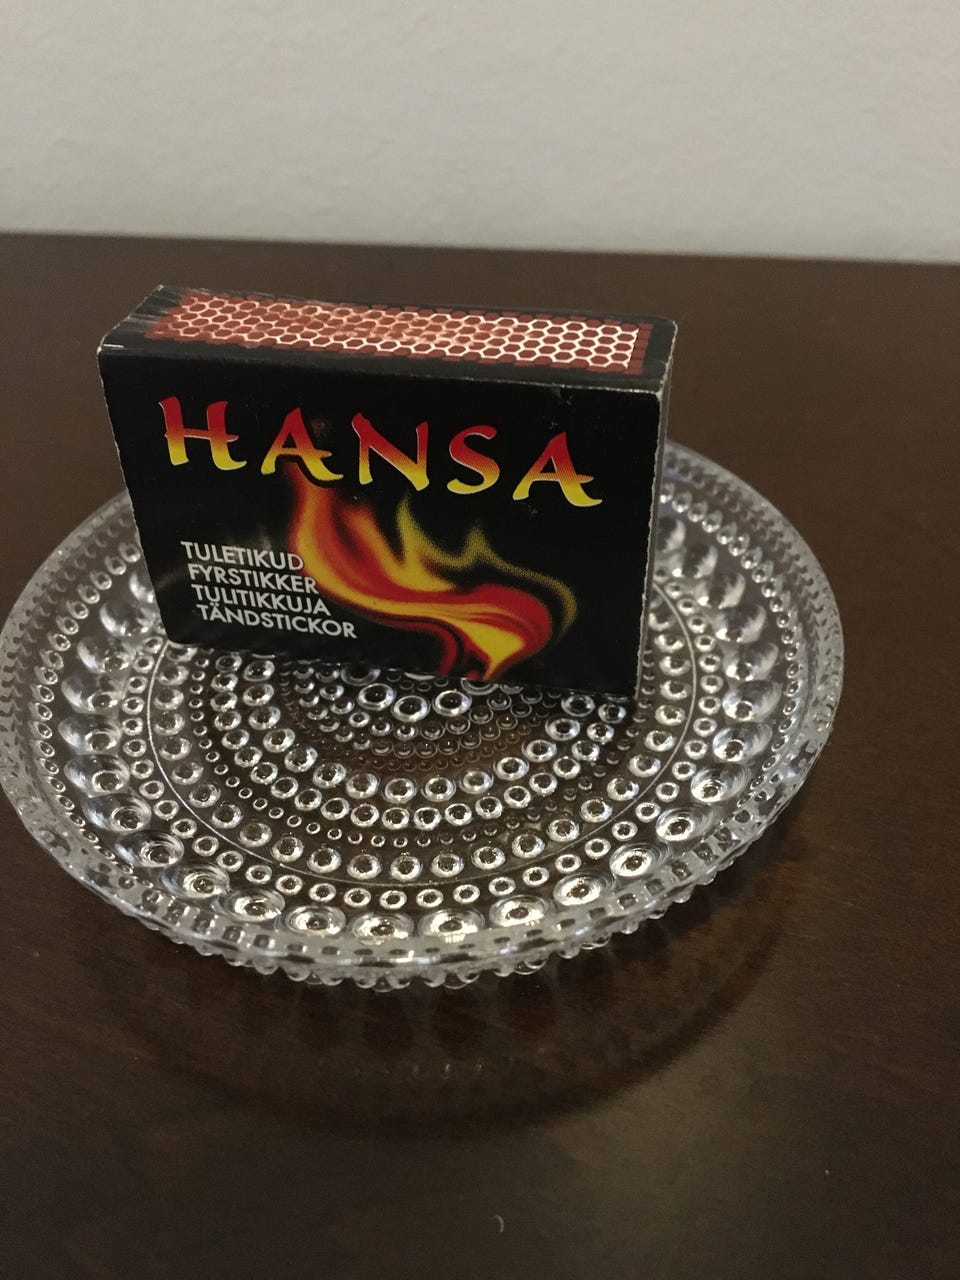 HANSA
TULETIKUD
FYRSTIKKER
TULITIKKUJA
TÄNDSTICKOR